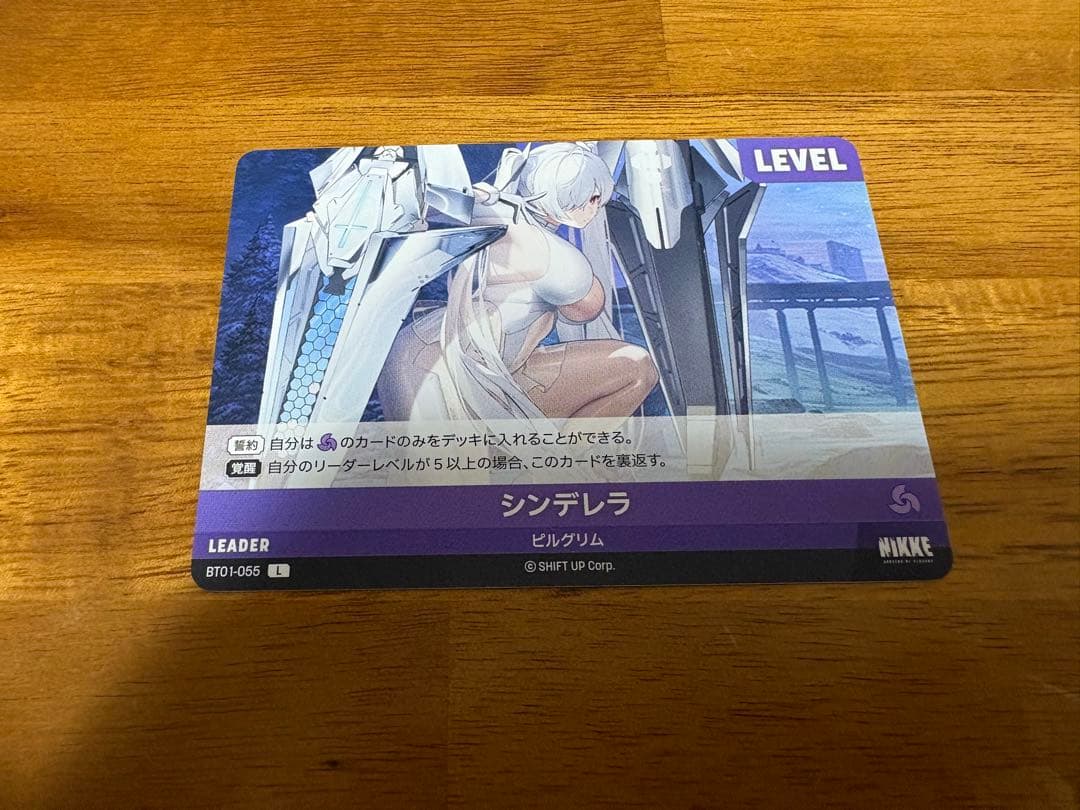 LEVEL
誓約 自分はのカードのみをデッキに入れることができる。
覚醒 自分のリーダーレベルが5以上の場合、このカードを裏返す。
シンデレラ
LEADER
ピルグリム
NIKKE
BT01-055 L
© SHIFT UP Corp.